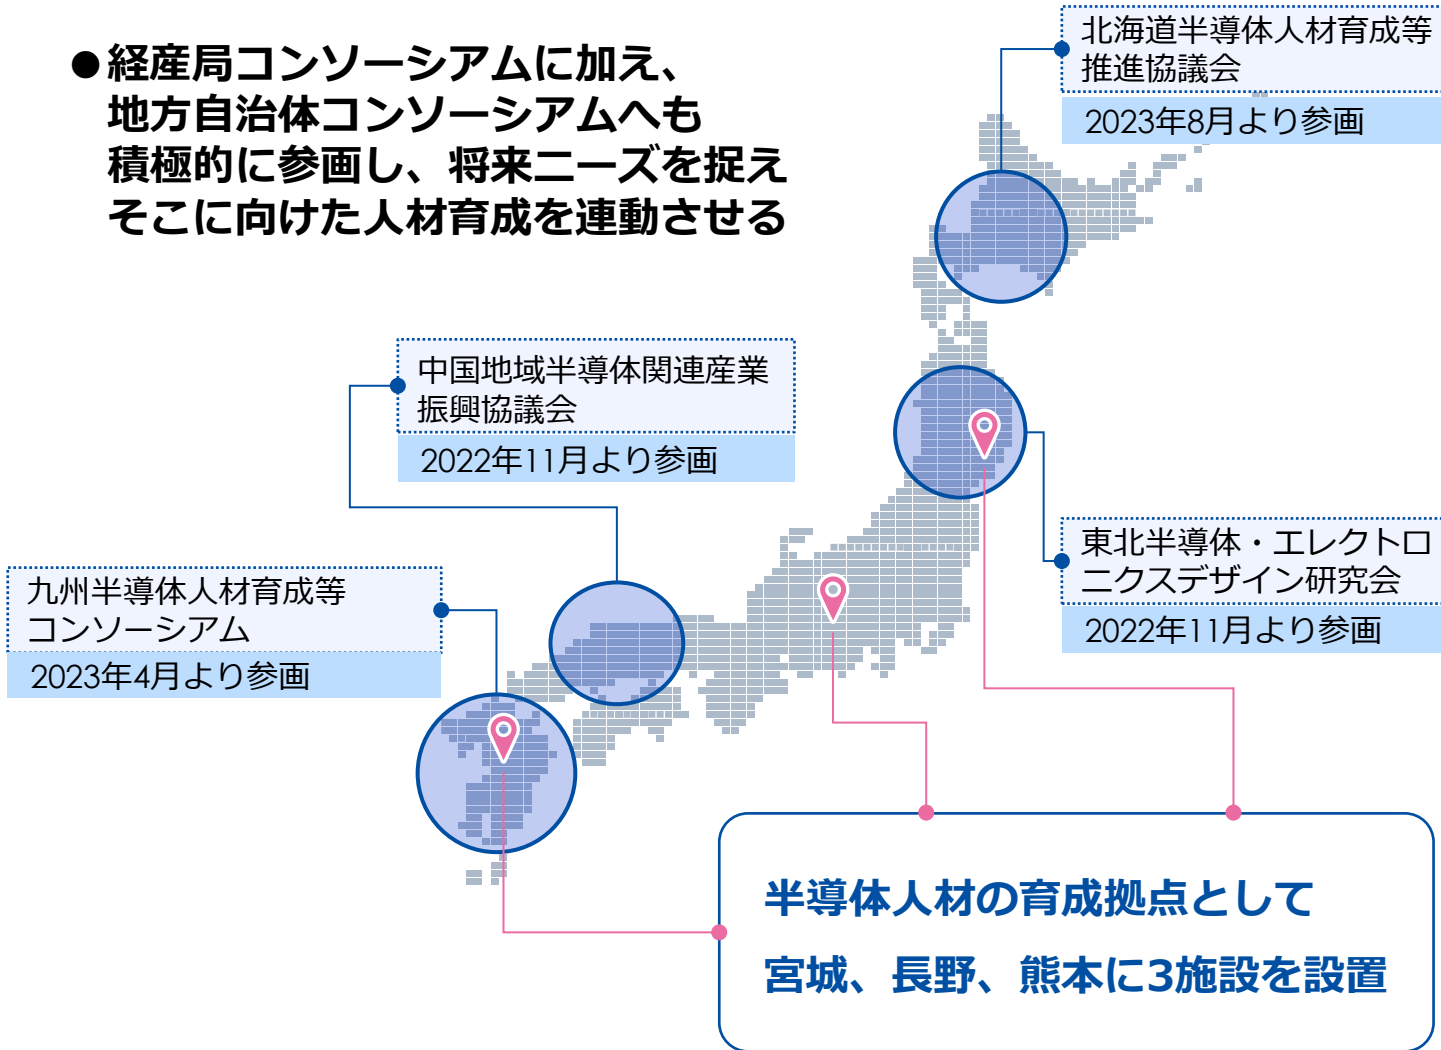 ●経産局コンソーシアムに加え、
地方自治体コンソーシアムへも
積極的に参画し、将来ニーズを捉え
そこに向けた人材育成を連動させる
北海道半導体人材育成等
推進協議会
2023年8月より参画
中国地域半導体関連産業
振興協議会
2022年11月より参画
東北半導体・エレクトロ
ニクスデザイン研究会
2022年11月より参画
九州半導体人材育成等
コンソーシアム
2023年4月より参画
半導体人材の育成拠点として
宮城、長野、熊本に3施設を設置